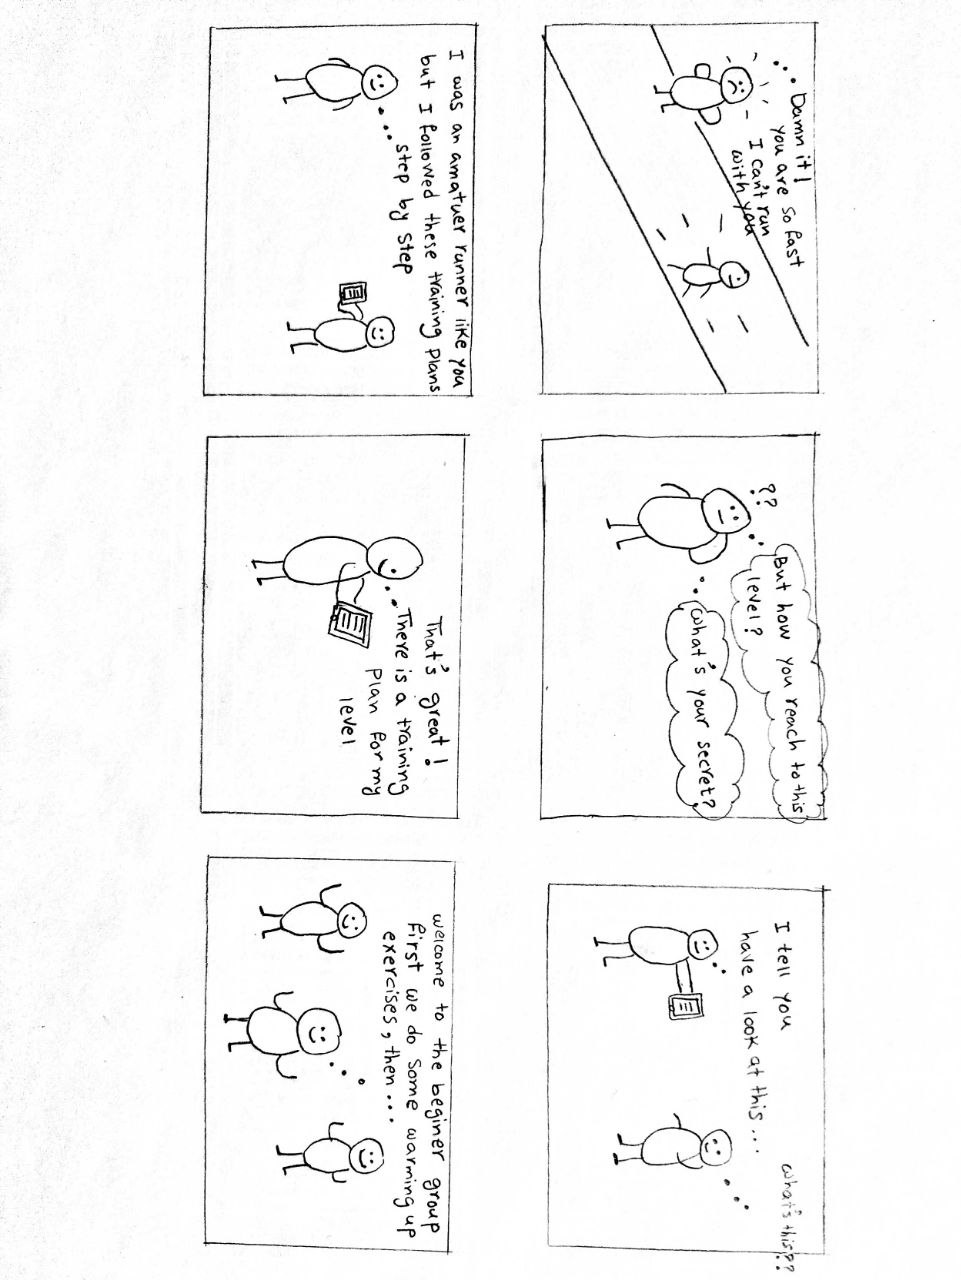 Damn it!
you are so fast
I can't run
with you
??
But how you reach to this
level?
what's your secret?
I tell you
have a look at this...
what's this??
I was an amatuer runner like you
but I followed these training plans
step by step
That's great!
There is a training
plan for my
level
welcome to the beginer group
first we do some warming up
exercises, then...